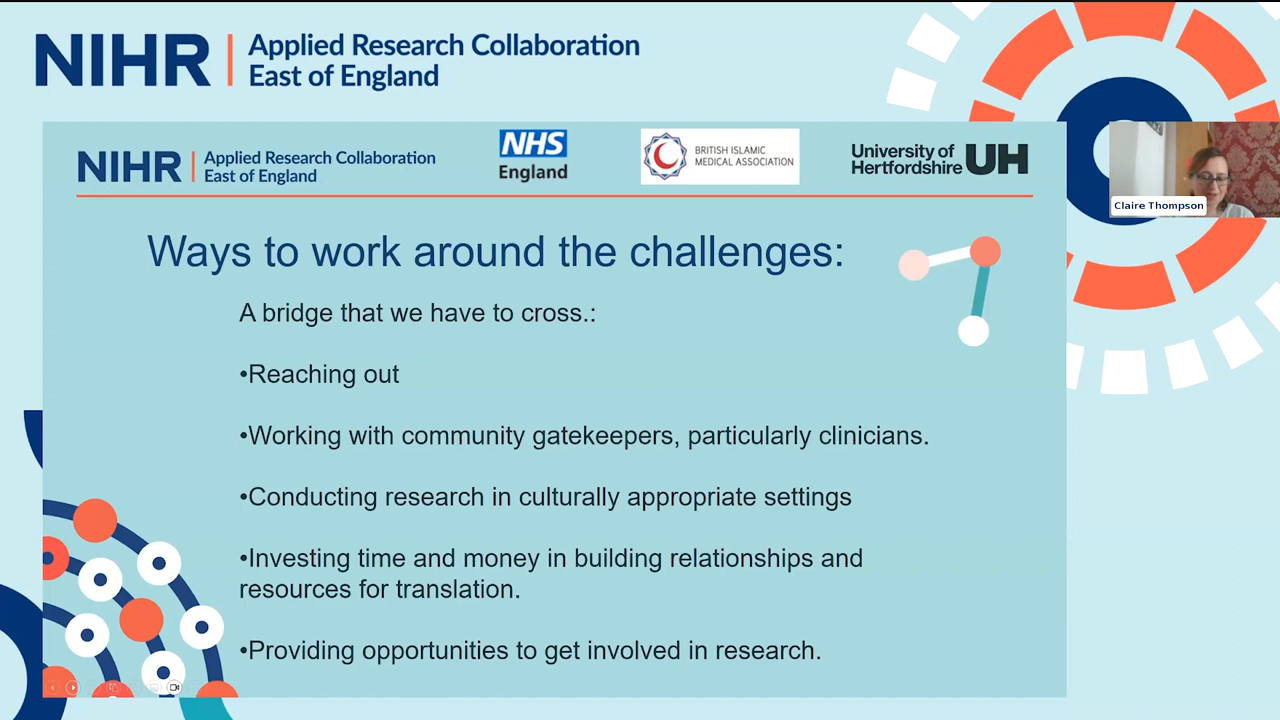 NIHR | Applied Research Collaboration
East of England
NIHR | Applied Research Collaboration
East of England
NHS
England
BRITISH ISLAMIC
MEDICAL ASSOCIATION
University of
Hertfordshire UH
Claire Thompson
Ways to work around the challenges:
A bridge that we have to cross.:
•Reaching out
•Working with community gatekeepers, particularly clinicians.
•Conducting research in culturally appropriate settings
•Investing time and money in building relationships and
resources for translation.
•Providing opportunities to get involved in research.